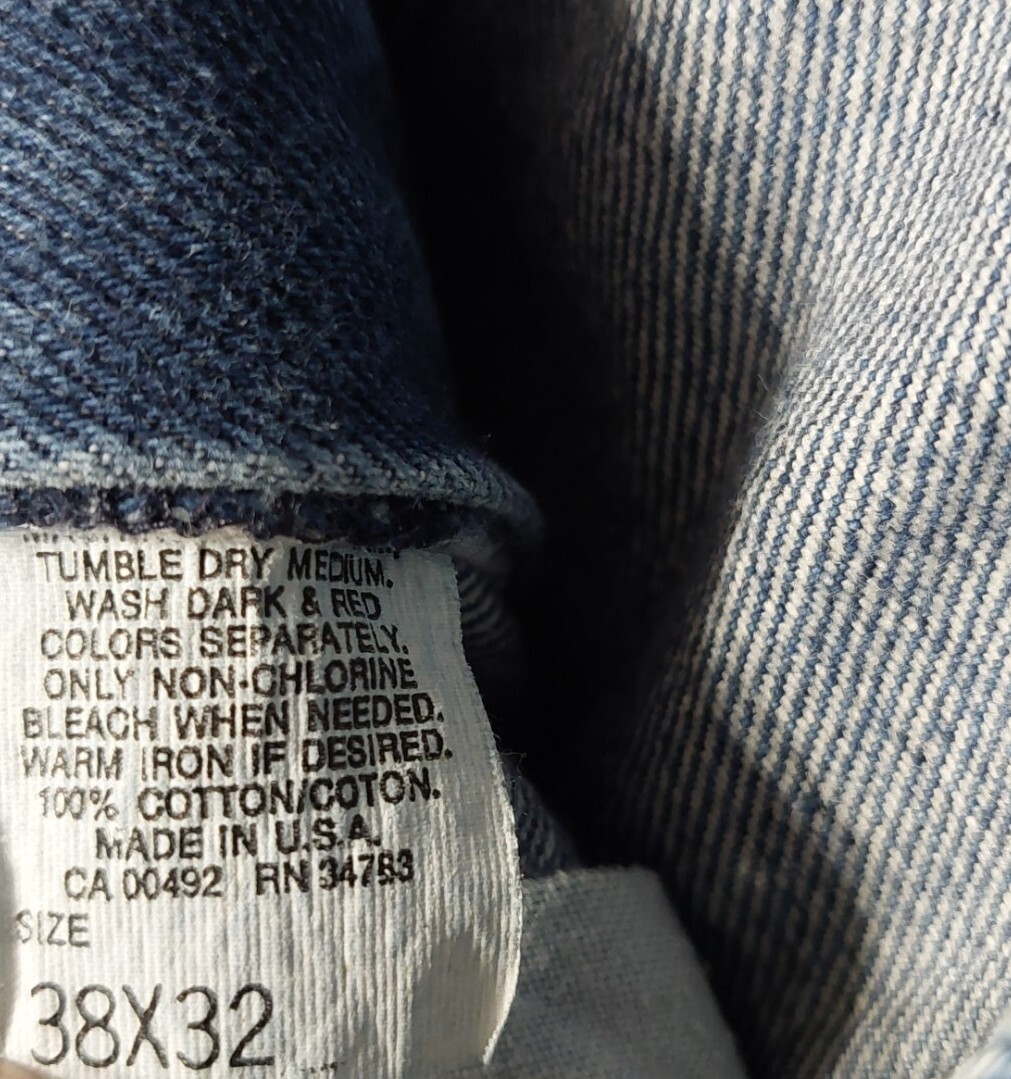 TUMBLE DRY MEDIUM.
WASH DARK & RED
COLORS SEPARATELY.
ONLY NON-CHLORINE
BLEACH WHEN NEEDED.
WARM IRON IF DESIRED.
100% COTTON/COTON.
MADE IN U.S.A.
CA 00492 RN 34783
SIZE
38X32